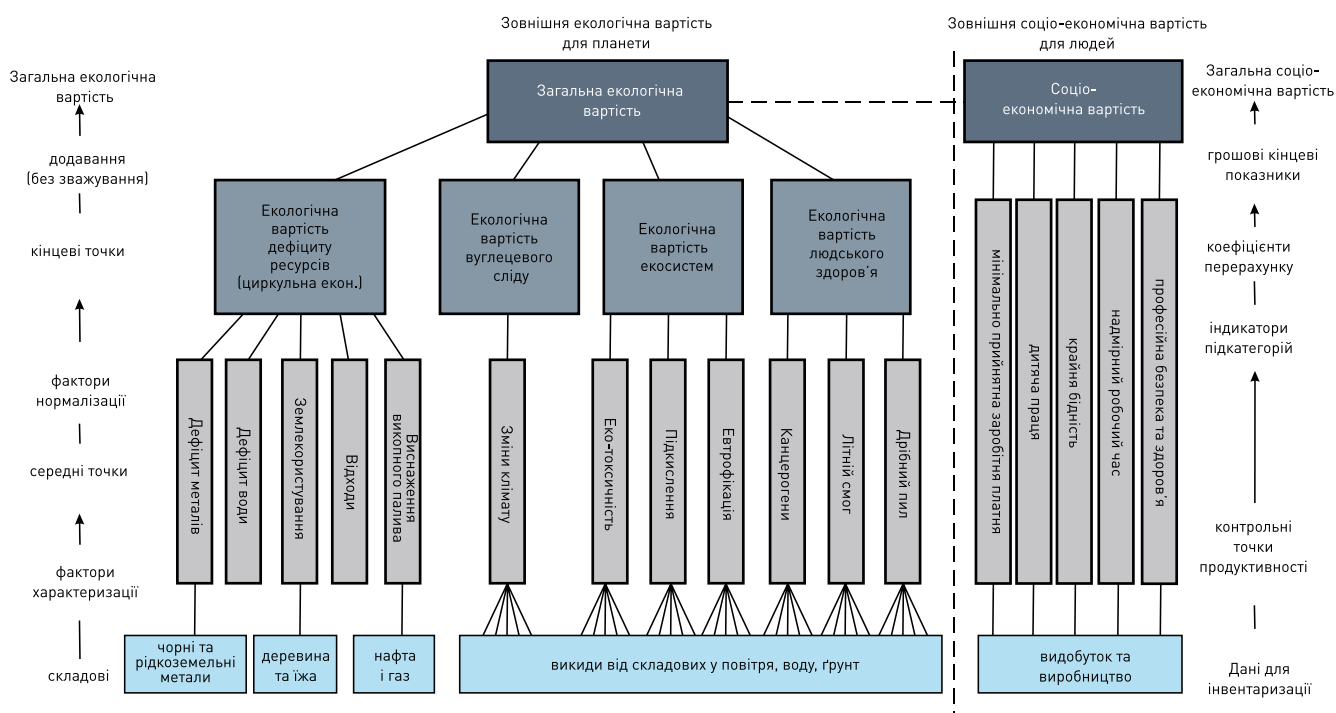 Зовнішня екологічна вартість
для планети
Зовнішня соціо-економічна вартість
для людей
Загальна екологічна
вартість
додавання
(без зважування)
кінцеві точки
фактори
нормалізації
середні точки
фактори
характеризації
складові
Загальна екологічна
вартість
Екологічна
вартість
дефіциту
ресурсів
(циркульна екон.)
Екологічна
вартість
вуглецевого
сліду
Екологічна
вартість
екосистем
Екологічна
вартість
людського
здоров'я
Дефіцит металів
Дефіцит води
Землекористування
Відходи
Виснаження
викопного палива
Зміни клімату
Еко-токсичність
Підкислення
Евтрофікація
Канцерогени
Літній смог
Дрібний пил
чорні та
рідкоземельні
метали
деревина
та їжа
нафта
і газ
викиди від складових у повітря, воду, ґрунт
Соціо-
економічна вартість
мінімально прийнятна заробітня платня
дитяча праця
крайня бідність
надмірний робочий час
професійна безпека та здоров'я
видобуток та
виробництво
Загальна соціо-
економічна вартість
грошові кінцеві
показники
коефіцієнти
перерахунку
індикатори
підкатегорій
контрольні
точки
продуктивності
Дані для
інвентаризації